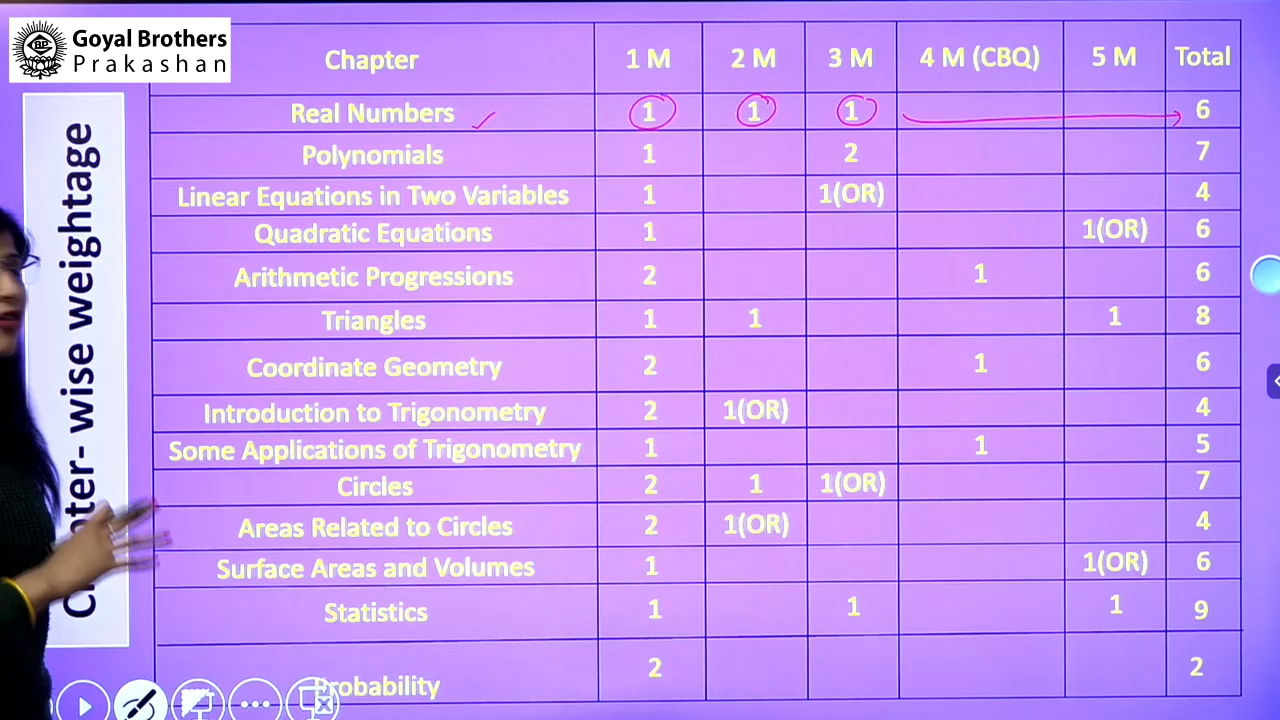 Goyal Brothers
Prakashan
Chapter- wise weightage
Chapter 1 M 2 M 3 M 4 M (CBQ) 5 M Total
Real Numbers 1 1 1 6
Polynomials 1 2 7
Linear Equations in Two Variables 1 1(OR) 4
Quadratic Equations 1 1(OR) 6
Arithmetic Progressions 2 1 6
Triangles 1 1 1 8
Coordinate Geometry 2 1 6
Introduction to Trigonometry 2 1(OR) 4
Some Applications of Trigonometry 1 1 5
Circles 2 1 1(OR) 7
Areas Related to Circles 2 1(OR) 4
Surface Areas and Volumes 1 1(OR) 6
Statistics 1 1 1 9
Probability 2 2